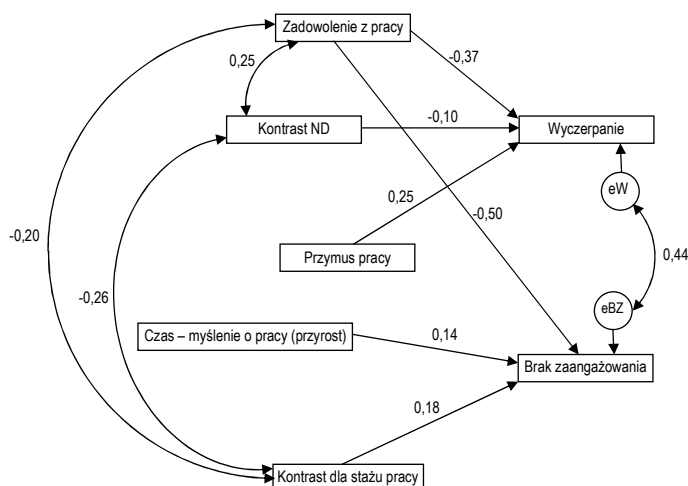 Zadowolenie z pracy
-0,37
0,25
-0,10
Kontrast ND
Wyczerpanie
0,25
eW
-0,50
-0,20
Przymus pracy
0,44
-0,26
eBZ
Czas – myślenie o pracy (przyrost)
0,14
Brak zaangażowania
0,18
Kontrast dla stażu pracy